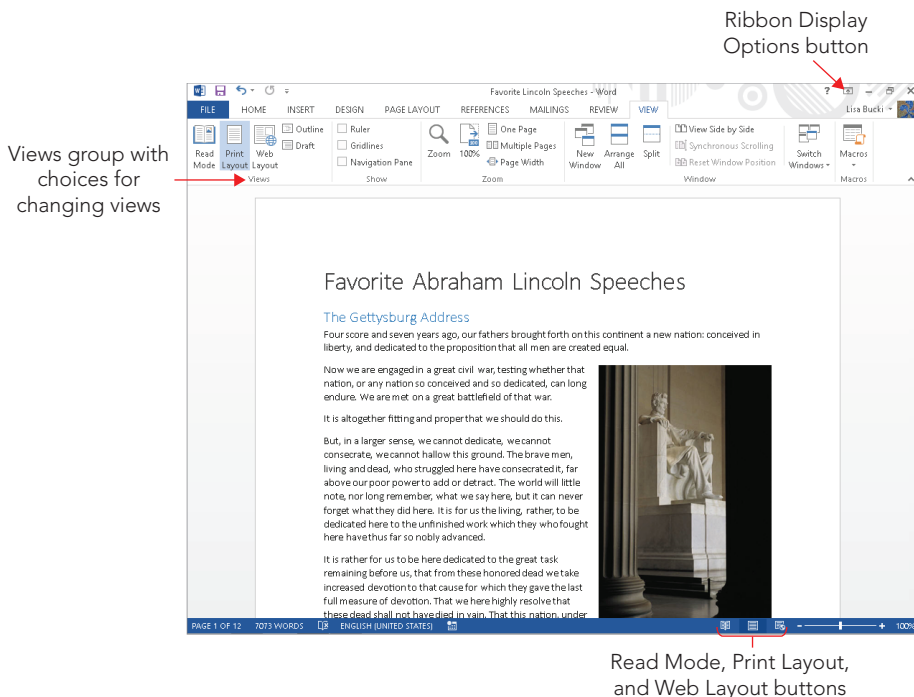 Ribbon Display
Options button
Favorite Lincoln Speeches - Word
?
FILE HOME INSERT DESIGN PAGE LAYOUT REFERENCES MAILINGS REVIEW VIEW Lisa Bucki
Read Mode
Print Layout
Web Layout
Outline
Draft
Views
Ruler
Gridlines
Navigation Pane
Show
Zoom
100%
One Page
Multiple Pages
Page Width
Zoom
New Window
Arrange All
Split
View Side by Side
Synchronous Scrolling
Reset Window Position
Window
Switch Windows
Macros
Macros
Views group with
choices for
changing views
Favorite Abraham Lincoln Speeches
The Gettysburg Address
Four score and seven years ago, our fathers brought forth on this continent a new nation: conceived in
liberty, and dedicated to the proposition that all men are created equal.
Now we are engaged in a great civil war, testing whether that
nation, or any nation so conceived and so dedicated, can long
endure. We are met on a great battlefield of that war.
It is altogether fitting and proper that we should do this.
But, in a larger sense, we cannot dedicate, we cannot
consecrate, we cannot hallow this ground. The brave men,
living and dead, who struggled here have consecrated it, far
above our poor power to add or detract. The world will little
note, nor long remember, what we say here, but it can never
forget what they did here. It is for us the living, rather, to be
dedicated here to the unfinished work which they who fought
here have thus far so nobly advanced.
It is rather for us to be here dedicated to the great task
remaining before us, that from these honored dead we take
increased devotion to that cause for which they gave the last
full measure of devotion. That we here highly resolve that
these dead shall not have died in vain. That this nation, under
PAGE 1 OF 12 7073 WORDS ENGLISH (UNITED STATES) 100%
Read Mode, Print Layout,
and Web Layout buttons